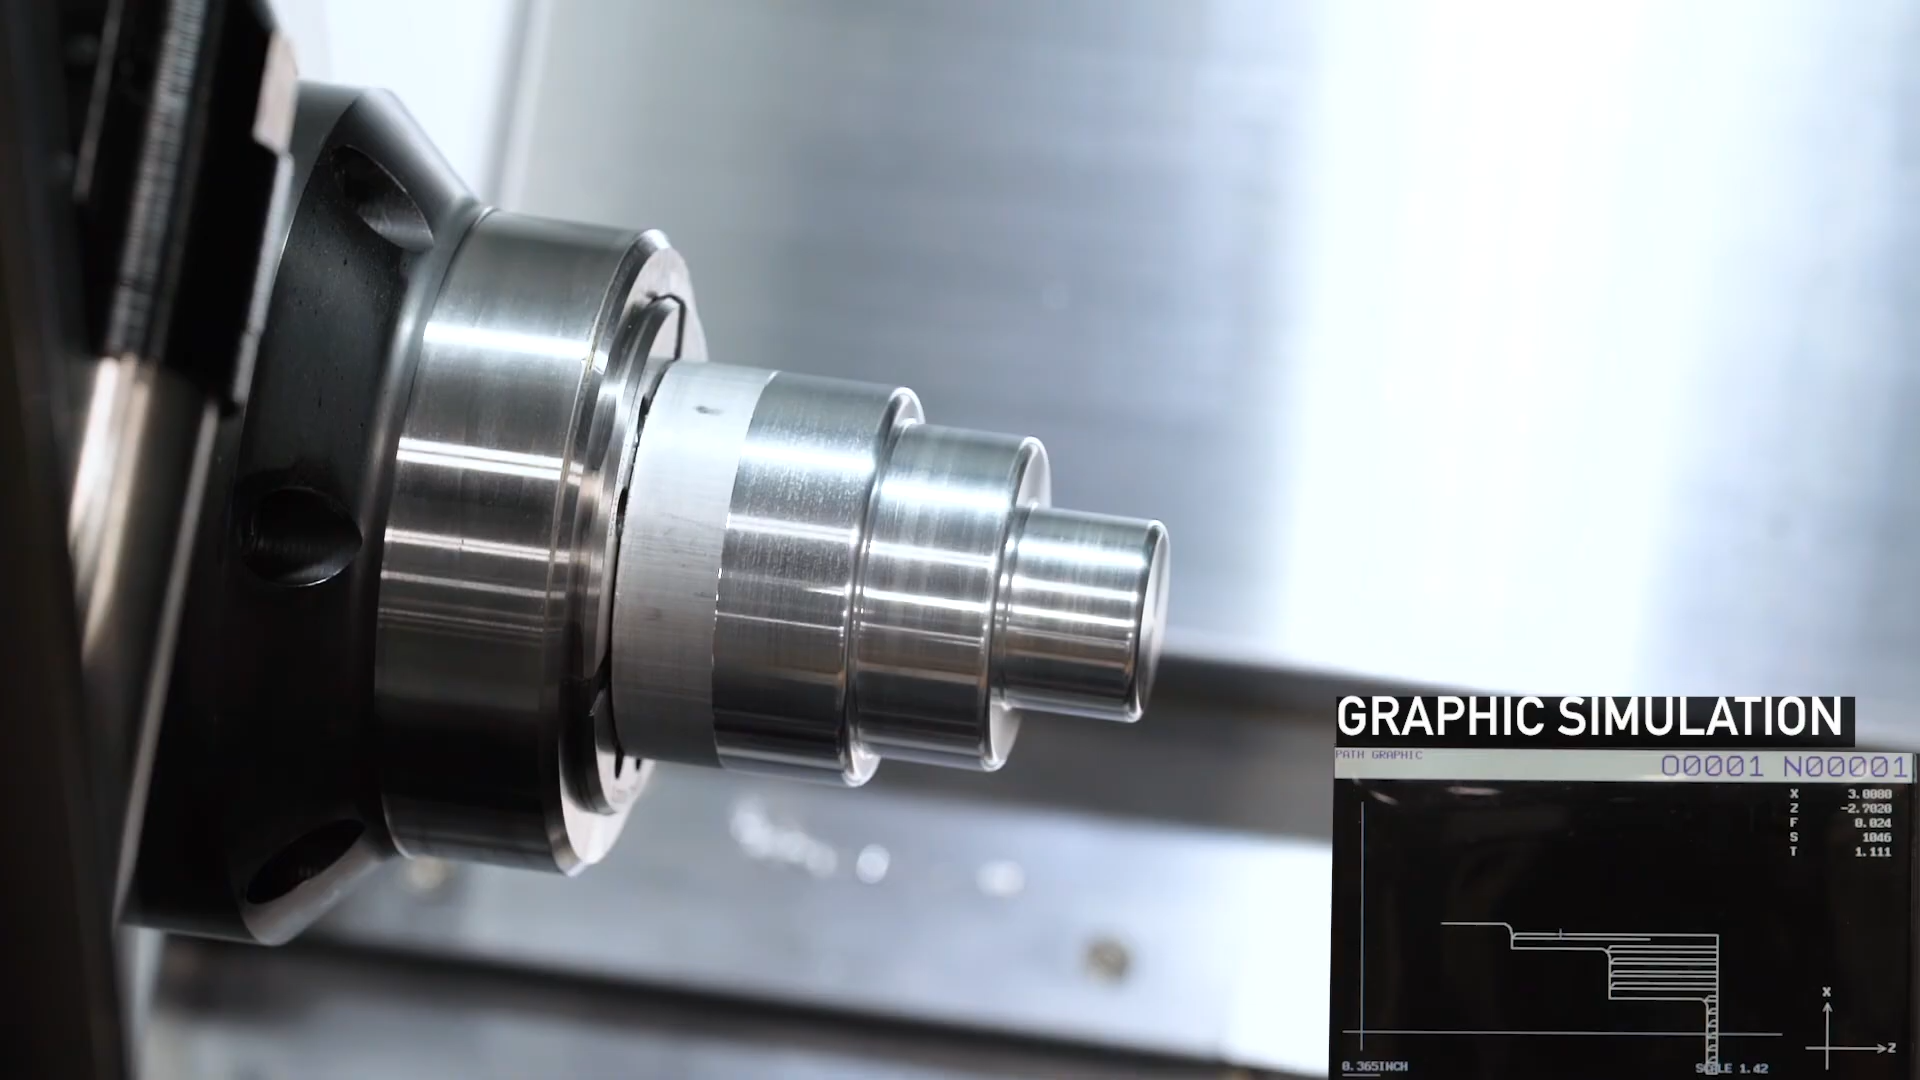 GRAPHIC SIMULATION
PATH GRAPHIC
O0001 N00001
X 3.0080
Z -2.7020
F 0.024
S 1046
T 1.111
X
Z
0.365INCH
SCALE 1.42